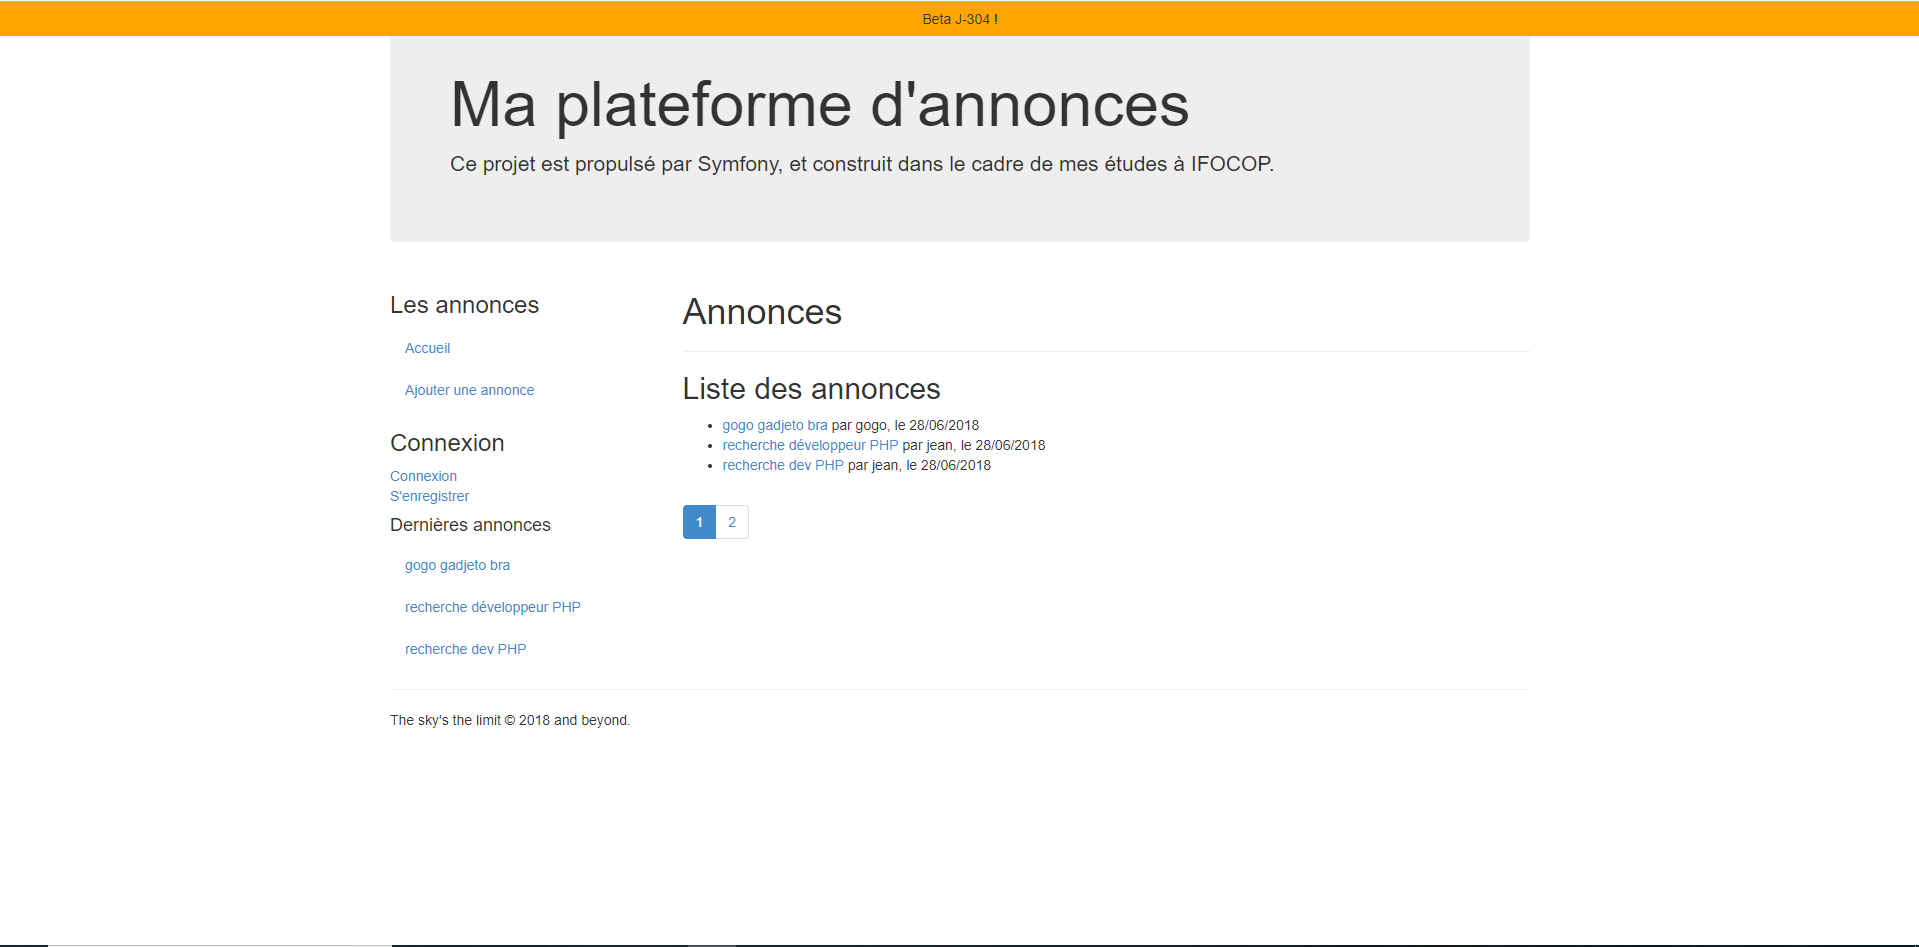 Beta J-304 !
Ma plateforme d'annonces
Ce projet est propulsé par Symfony, et construit dans le cadre de mes études à IFOCOP.
Les annonces
Accueil
Ajouter une annonce
Connexion
Connexion
S'enregistrer
Dernières annonces
gogo gadjeto bra
recherche développeur PHP
recherche dev PHP
Annonces
Liste des annonces
gogo gadjeto bra par gogo, le 28/06/2018
recherche développeur PHP par jean, le 28/06/2018
recherche dev PHP par jean, le 28/06/2018
1 2
The sky's the limit © 2018 and beyond.